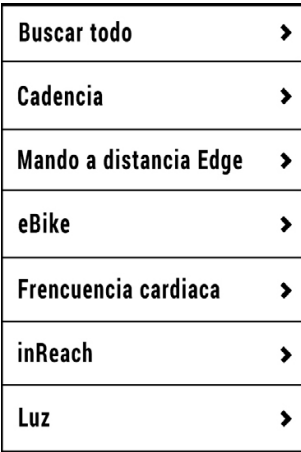 Buscar todo
Cadencia
Mando a distancia Edge
eBike
Frencuencia cardiaca
inReach
Luz